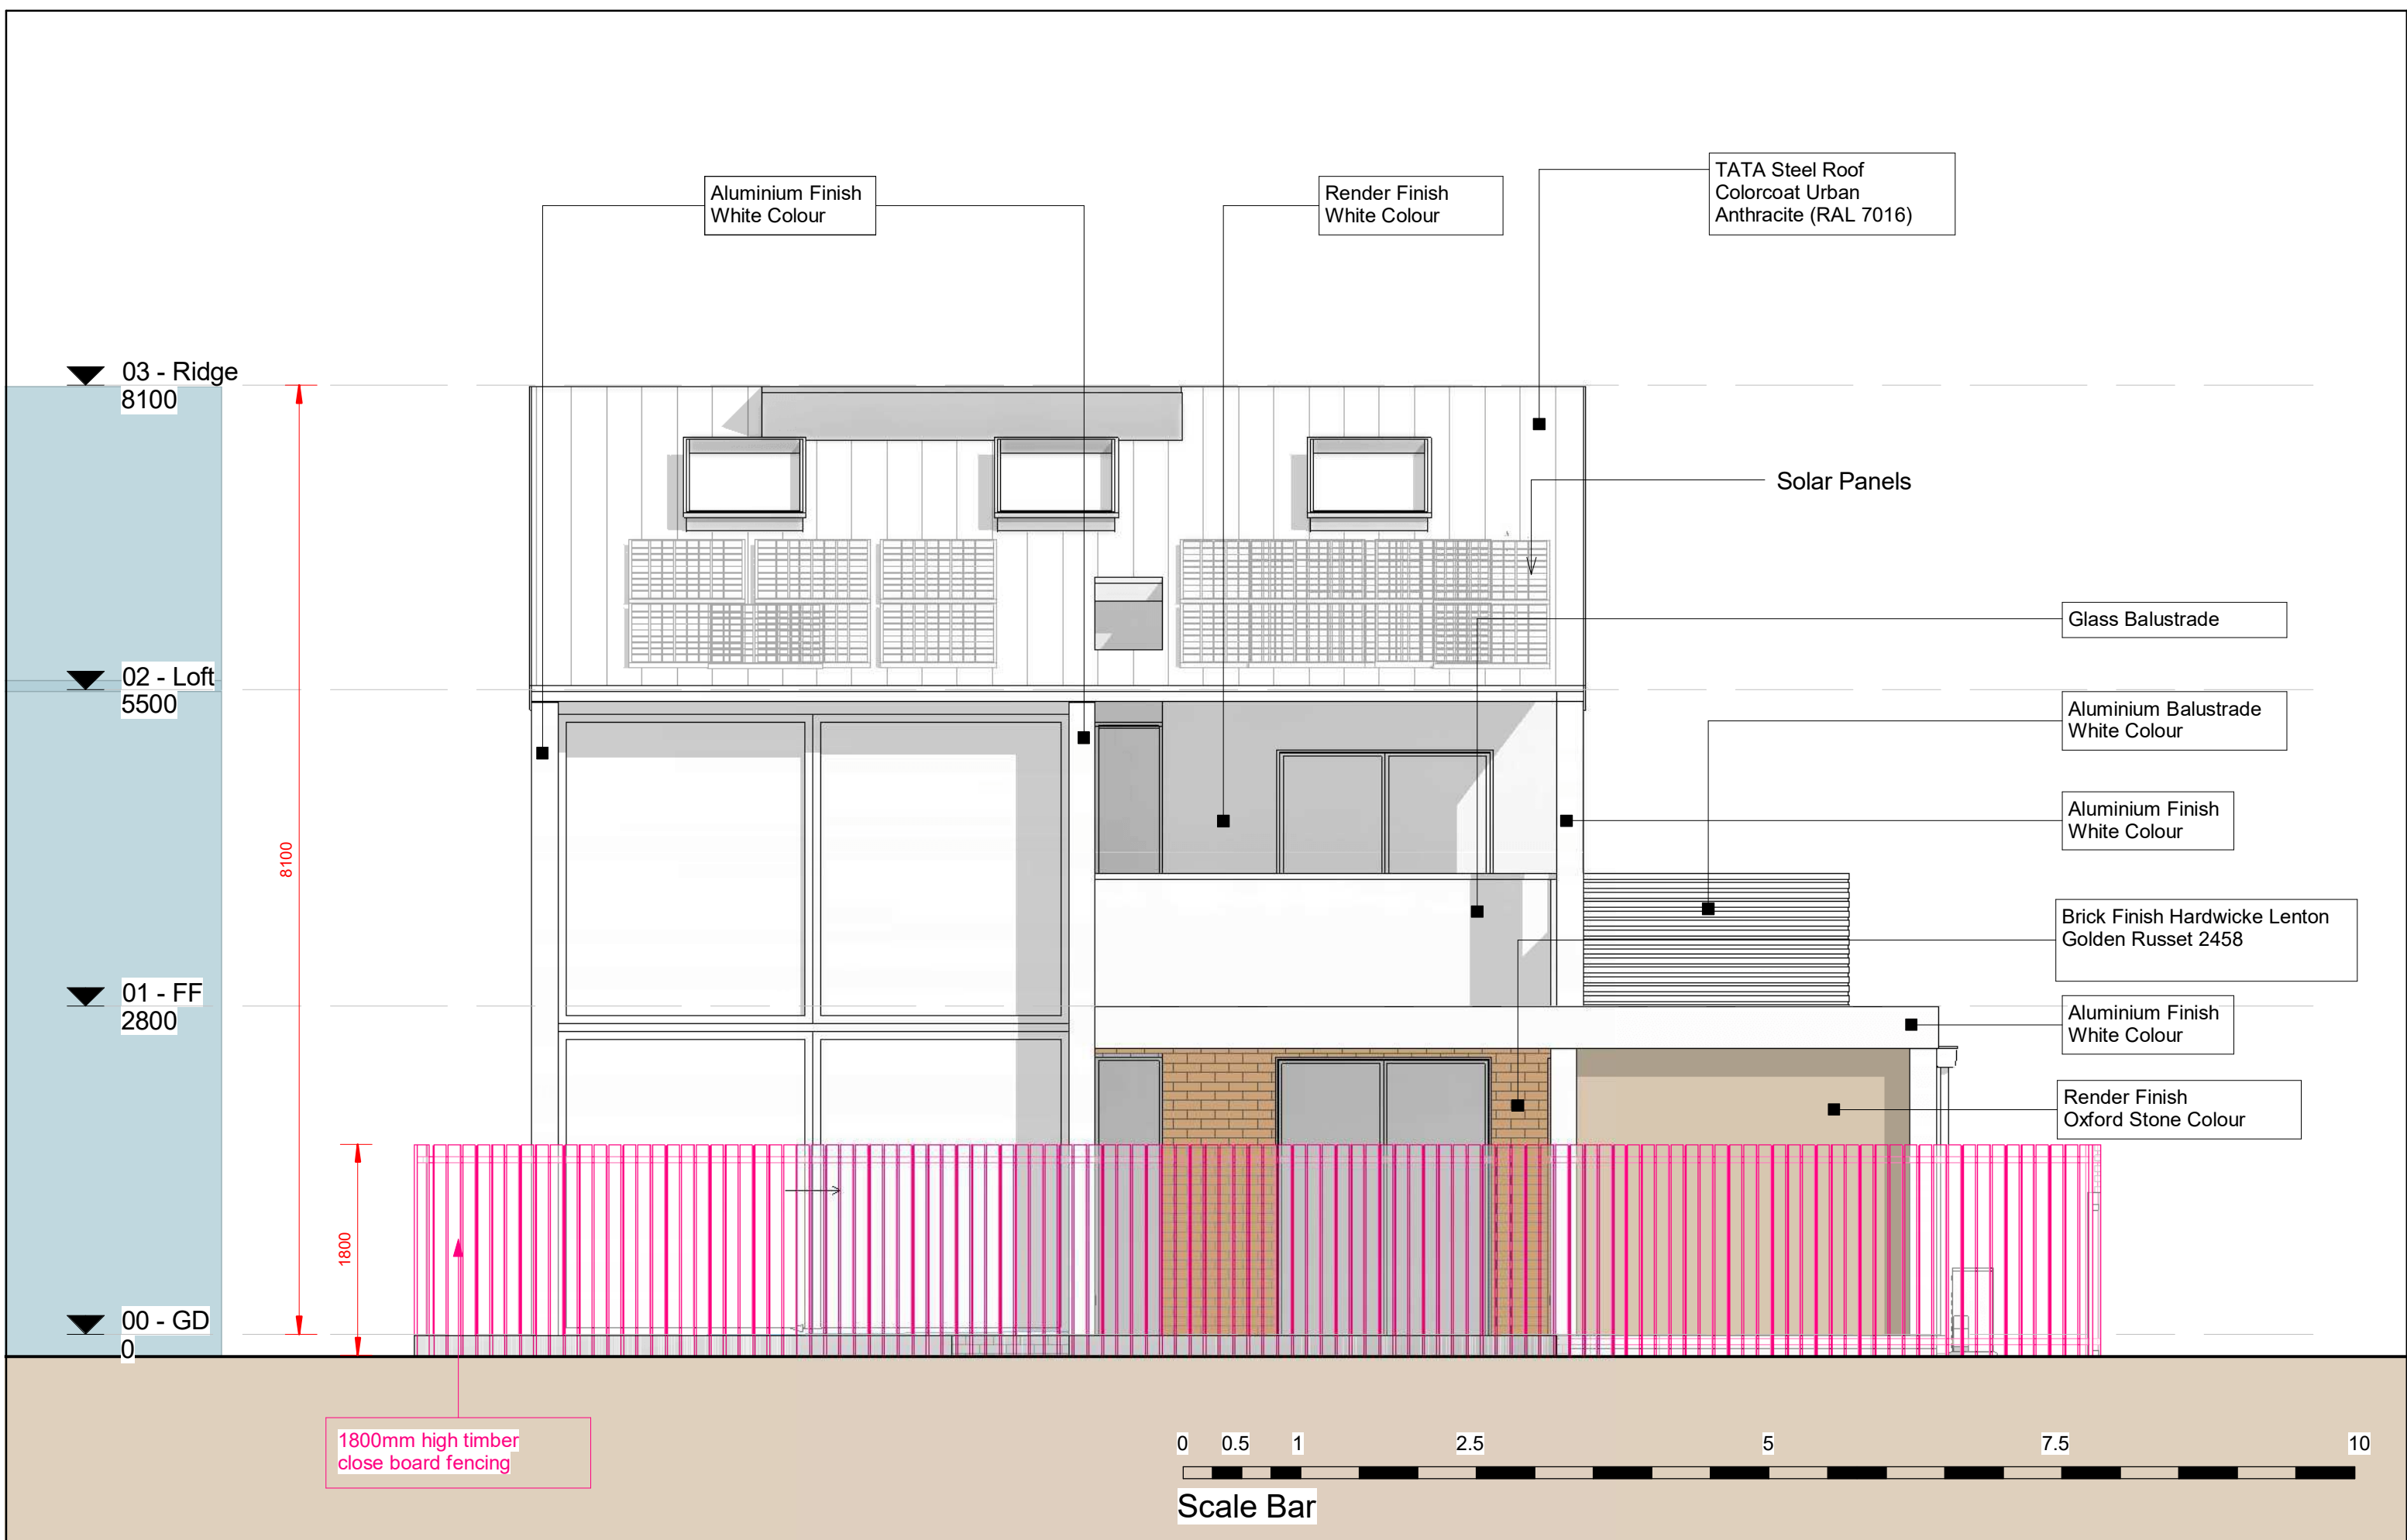 Aluminium Finish
White Colour
Render Finish
White Colour
TATA Steel Roof
Colorcoat Urban
Anthracite (RAL 7016)
03 - Ridge
8100
Solar Panels
Glass Balustrade
02 - Loft
5500
Aluminium Balustrade
White Colour
Aluminium Finish
White Colour
8100
Brick Finish Hardwicke Lenton
Golden Russet 2458
01 - FF
2800
Aluminium Finish
White Colour
Render Finish
Oxford Stone Colour
1800
00 - GD
0
1800mm high timber
close board fencing
0 0.5 1 2.5 5 7.5 10
Scale Bar